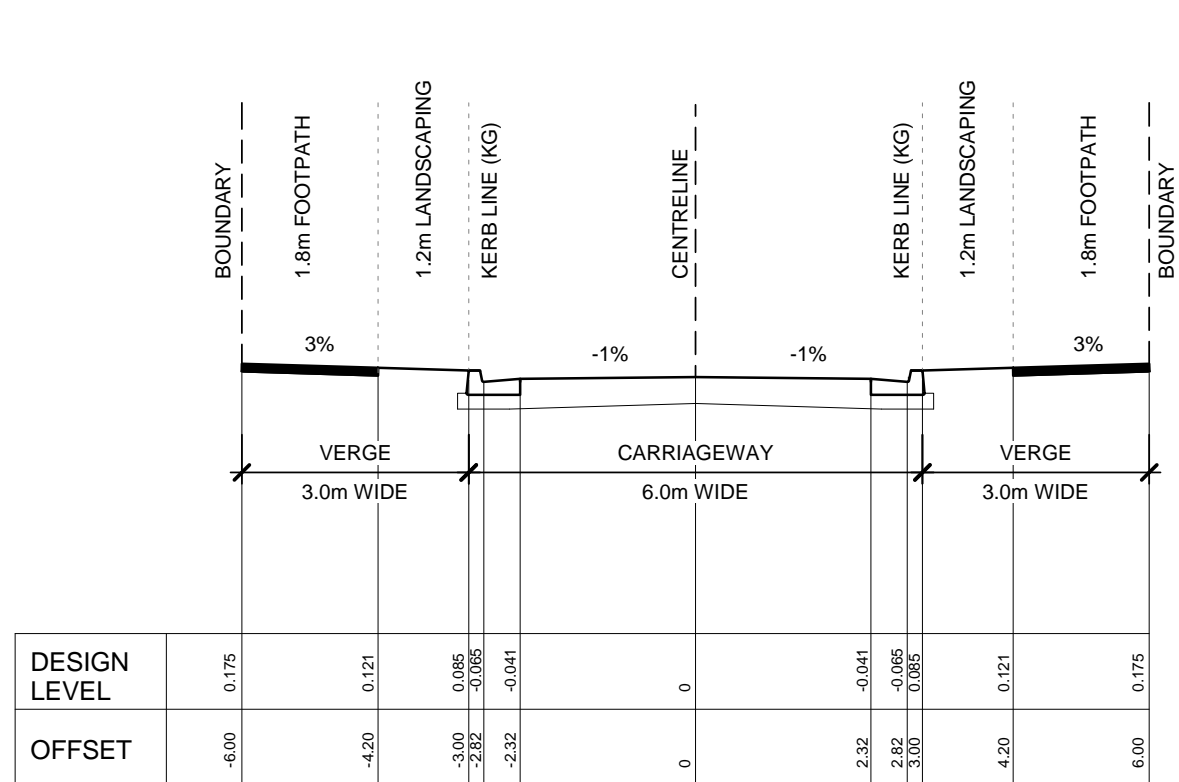 BOUNDARY
1.8m FOOTPATH
1.2m LANDSCAPING
KERB LINE (KG)
CENTRELINE
KERB LINE (KG)
1.2m LANDSCAPING
1.8m FOOTPATH
BOUNDARY
3%
-1%
-1%
3%
VERGE
CARRIAGEWAY
VERGE
3.0m WIDE
6.0m WIDE
3.0m WIDE
DESIGN
LEVEL
0.175
0.121
0.085
-0.065
-0.041
0
-0.041
-0.065
0.085
0.121
0.175
OFFSET
-6.00
-4.20
-3.00
-2.82
-2.32
0
2.32
2.82
3.00
4.20
6.00